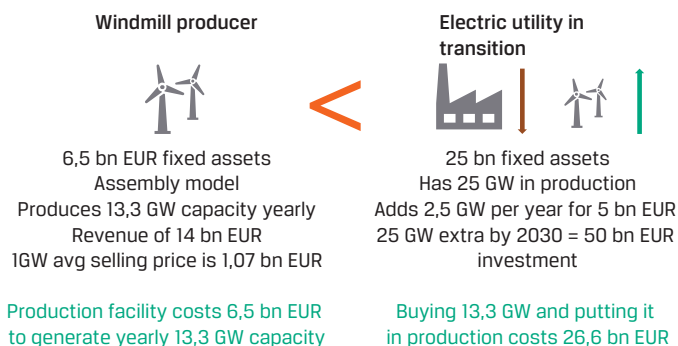 Windmill producer
6,5 bn EUR fixed assets
Assembly model
Produces 13,3 GW capacity yearly
Revenue of 14 bn EUR
1GW avg selling price is 1,07 bn EUR
Production facility costs 6,5 bn EUR
to generate yearly 13,3 GW capacity
<
Electric utility in
transition
25 bn fixed assets
Has 25 GW in production
Adds 2,5 GW per year for 5 bn EUR
25 GW extra by 2030 = 50 bn EUR
investment
Buying 13,3 GW and putting it
in production costs 26,6 bn EUR